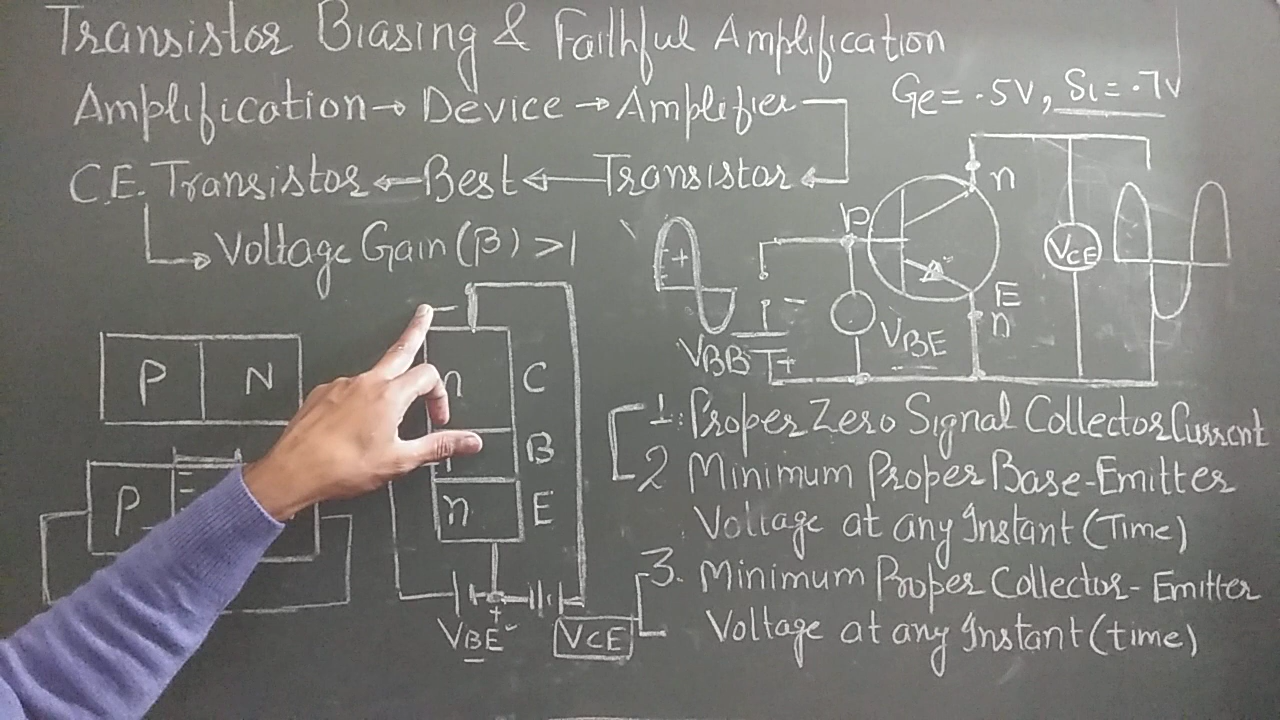 Transistor Biasing & Faithful Amplification
Amplification → Device → Amplifier
Ge = .5V, Si = .7V
C.E. Transistor ← Best ← Transistor
Voltage Gain (β) > 1
P N
P
n C
B
n E
VBE
VCE
P
n
E
n
+
VBB
+
-
VBE
VCE
1. Proper Zero Signal Collector Current
2 Minimum Proper Base-Emitter
Voltage at any Instant (Time)
3. Minimum Proper Collector-Emitter
Voltage at any Instant (time)